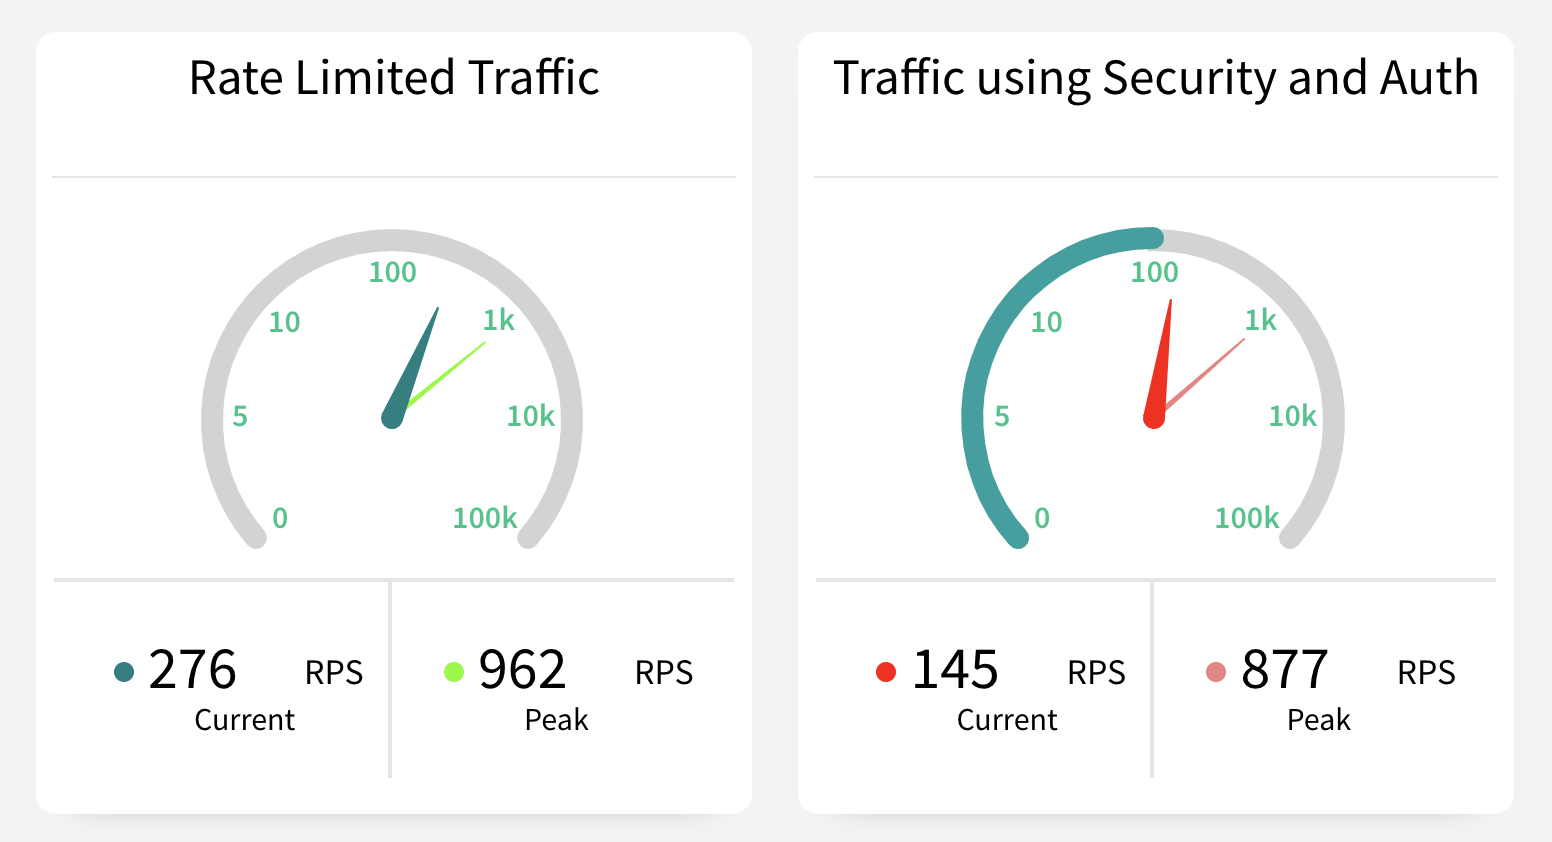 Rate Limited Traffic
100
10
1k
5
10k
0
100k
276 RPS
Current
962 RPS
Peak
Traffic using Security and Auth
100
10
1k
5
10k
0
100k
145 RPS
Current
877 RPS
Peak